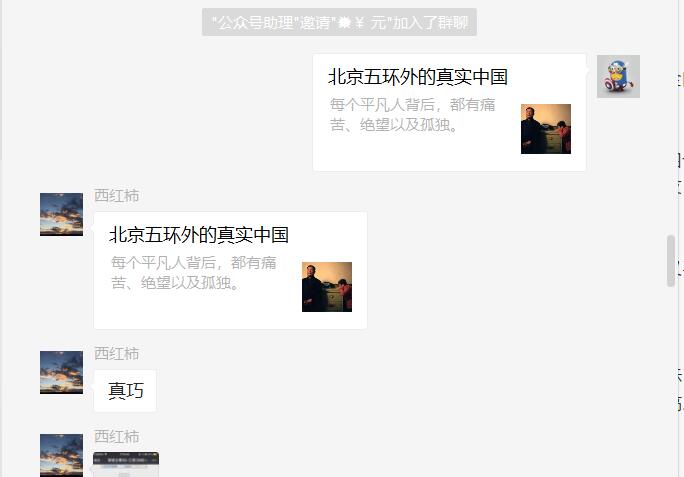 "公众号助理"邀请"✹￥ 元"加入了群聊
北京五环外的真实中国
每个平凡人背后，都有痛
苦、绝望以及孤独。
西红柿
北京五环外的真实中国
每个平凡人背后，都有痛
苦、绝望以及孤独。
西红柿
真巧
西红柿